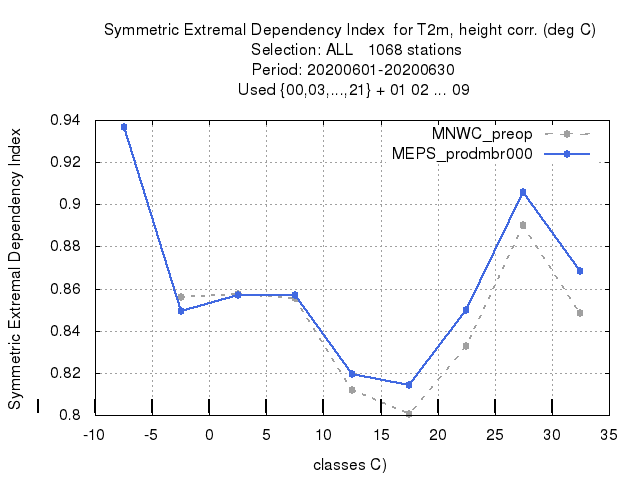 Symmetric Extremal Dependency Index for T2m, height corr. (deg C)
Selection: ALL 1068 stations
Period: 20200601-20200630
Used {00,03,...,21} + 01 02 ... 09
MNWC_preop
MEPS_prodmbr000
Symmetric Extremal Dependency Index
0.94
0.92
0.9
0.88
0.86
0.84
0.82
0.8
-10 -5 0 5 10 15 20 25 30 35
classes C)